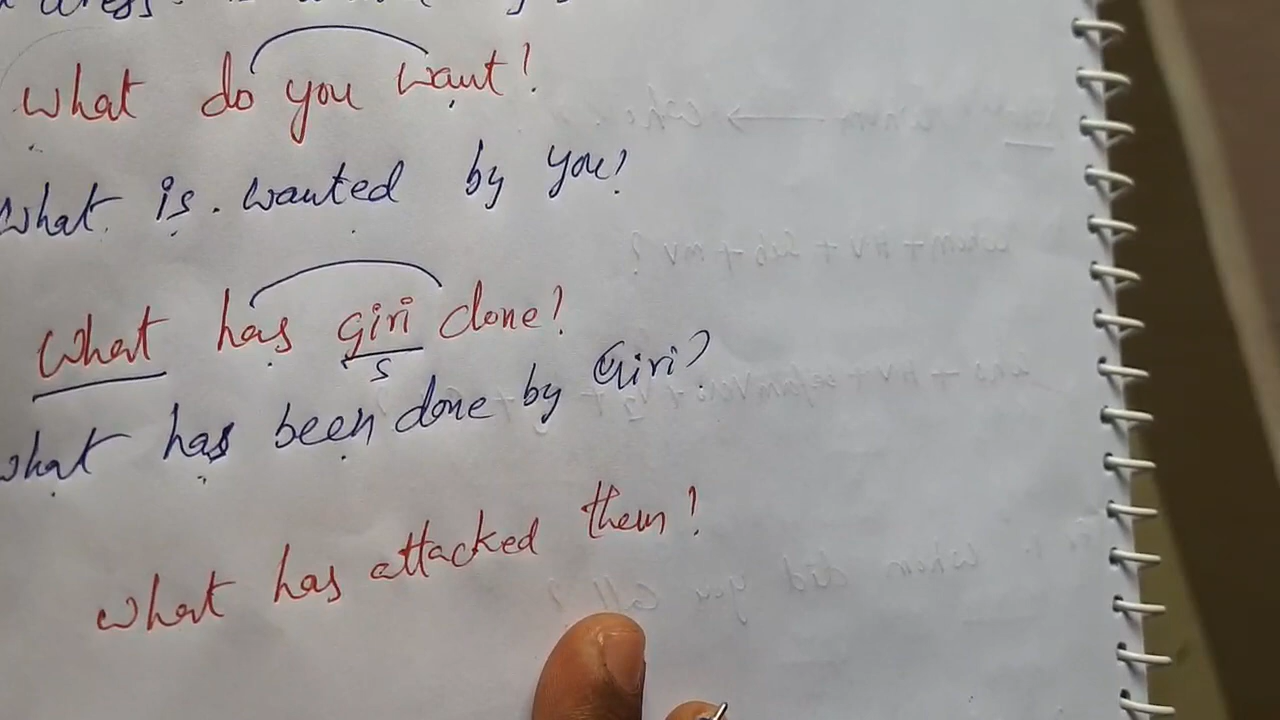 What do you want?
What is wanted by you?
What has giri done?
S
What has been done by Giri?
What has attacked them?